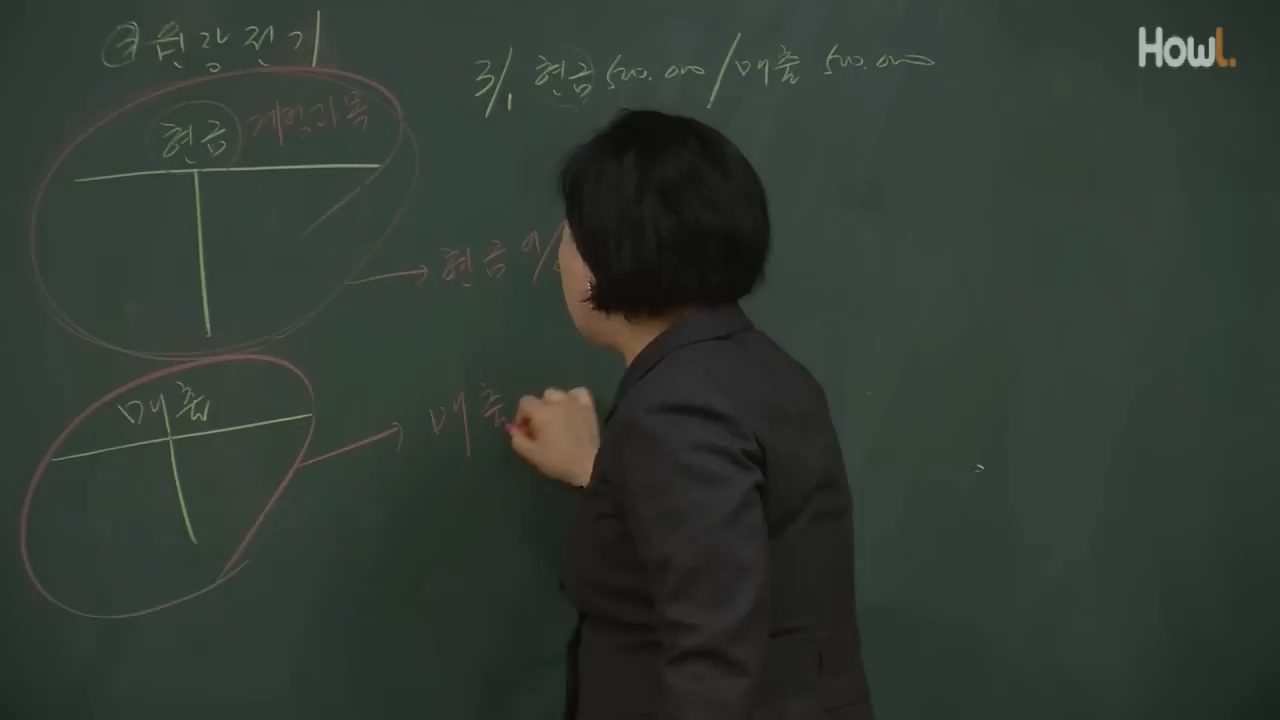 ② 원장전기
3/1 현금 500.000 / 매출 500.000
Howl.
현금 계정과목
현금
매출
매출